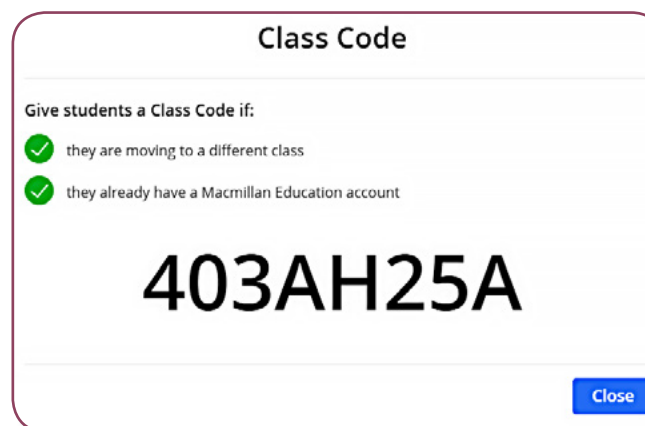 Class Code
Give students a Class Code if:
they are moving to a different class
they already have a Macmillan Education account
403AH25A
Close